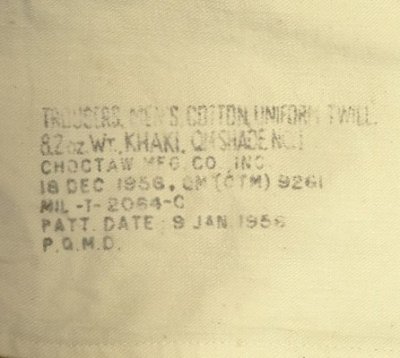 TROUSERS, MEN'S, COTTON, UNIFORM TWILL,
8.2 oz WT. KHAKI, QM SHADE NO.1
CHOCTAW MFG. CO. INC.
18 DEC 1956, QM (CTM) 9261
MIL-T-2064-C
PATT. DATE 9 JAN 1956
P.Q.M.D.